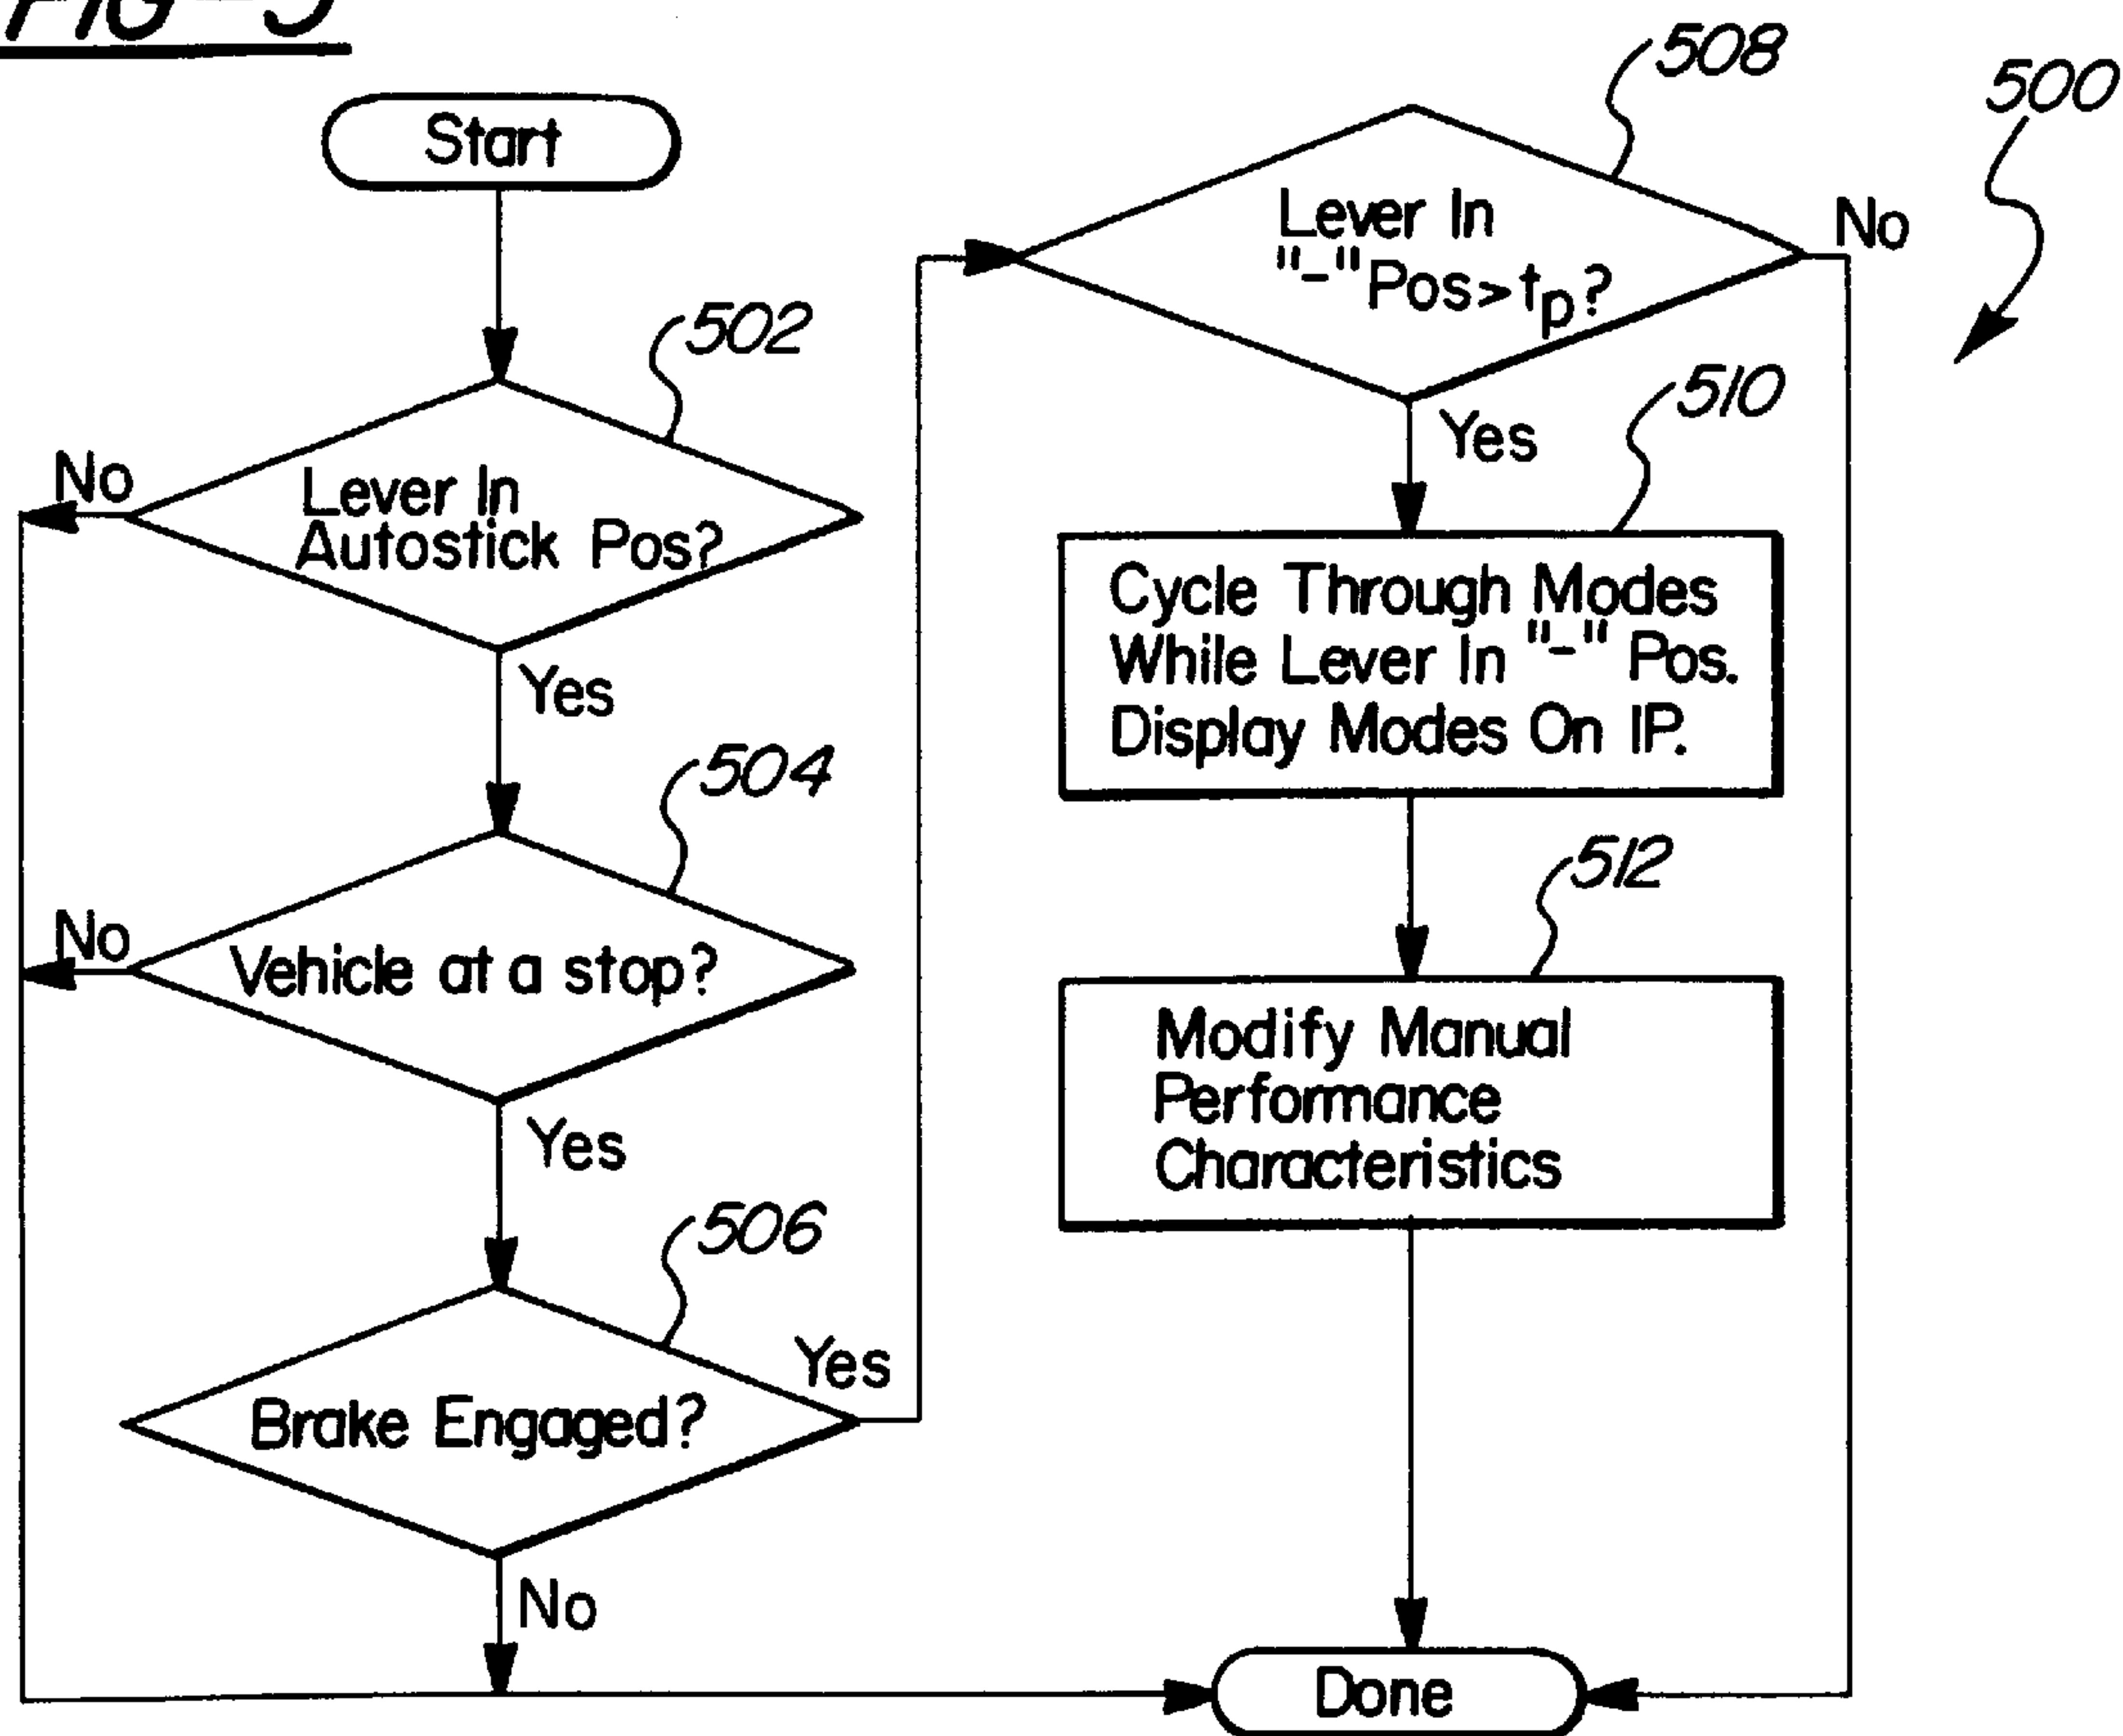 FIG-5
Start
502
Lever In
Autostick Pos?
No
Yes
504
Vehicle at a stop?
No
Yes
506
Brake Engaged?
Yes
No
508
500
Lever In
"-" Pos>tp?
No
Yes
510
Cycle Through Modes
While Lever In "-" Pos.
Display Modes On IP.
512
Modify Manual
Performance
Characteristics
Done